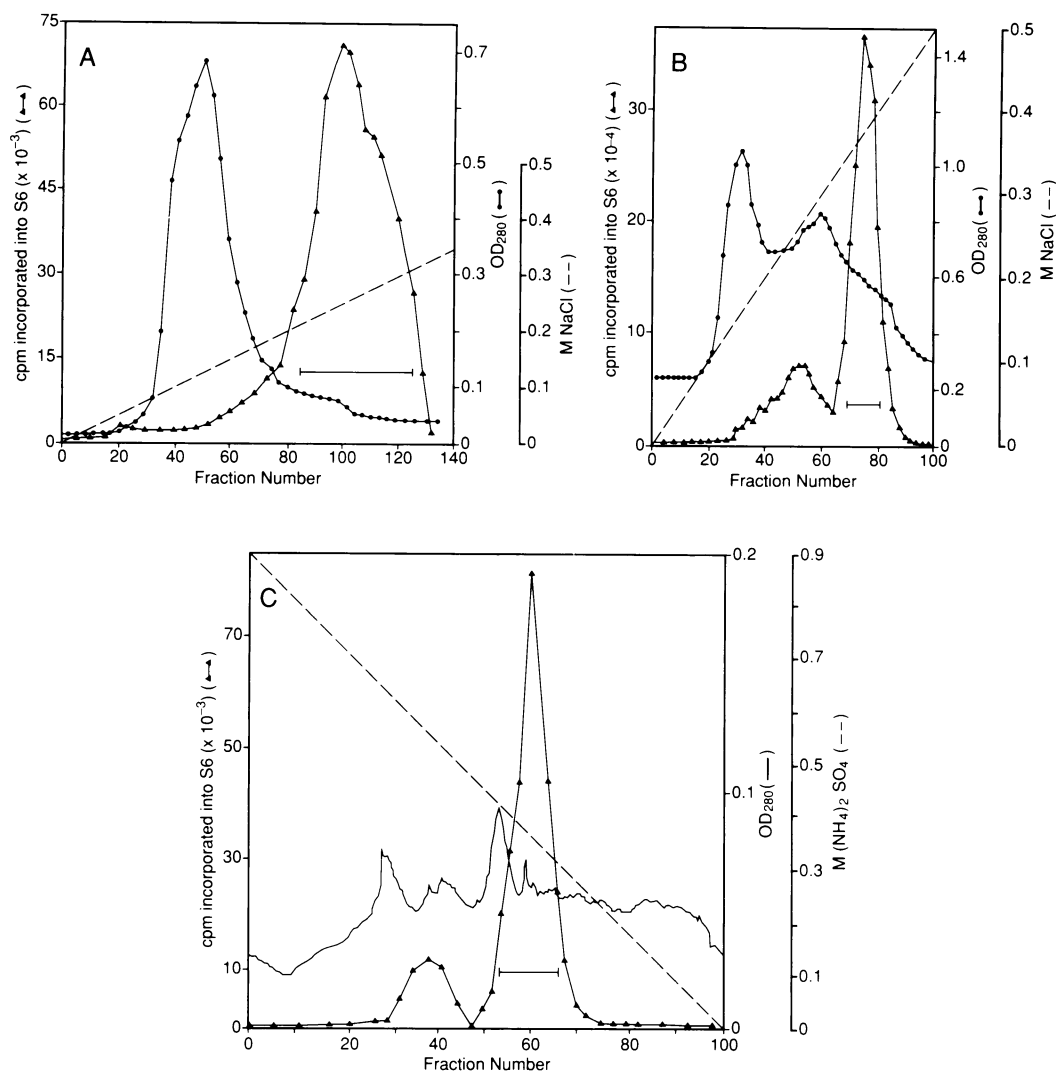 A
75
60
45
30
15
0
cpm incorporated into S6 (x 10⁻³) (▲–▲)
0 20 40 60 80 100 120 140
Fraction Number
0.7
0.5
0.3
0.1
0
OD₂₈₀ (●–●)
0.5
0.4
0.3
0.2
0.1
0
M NaCl (– –)
B
30
20
10
0
cpm incorporated into S6 (x 10⁻⁴) (▲–▲)
0 20 40 60 80 100
Fraction Number
1.4
1.0
0.6
0.2
0
OD₂₈₀ (●–●)
0.5
0.4
0.3
0.2
0.1
0
M NaCl (– –)
C
70
50
30
10
0
cpm incorporated into S6 (x 10⁻³) (▲–▲)
0 20 40 60 80 100
Fraction Number
0.2
0.1
0
OD₂₈₀ (—)
0.9
0.7
0.5
0.3
0.1
0
M (NH₄)₂ SO₄ (– –)